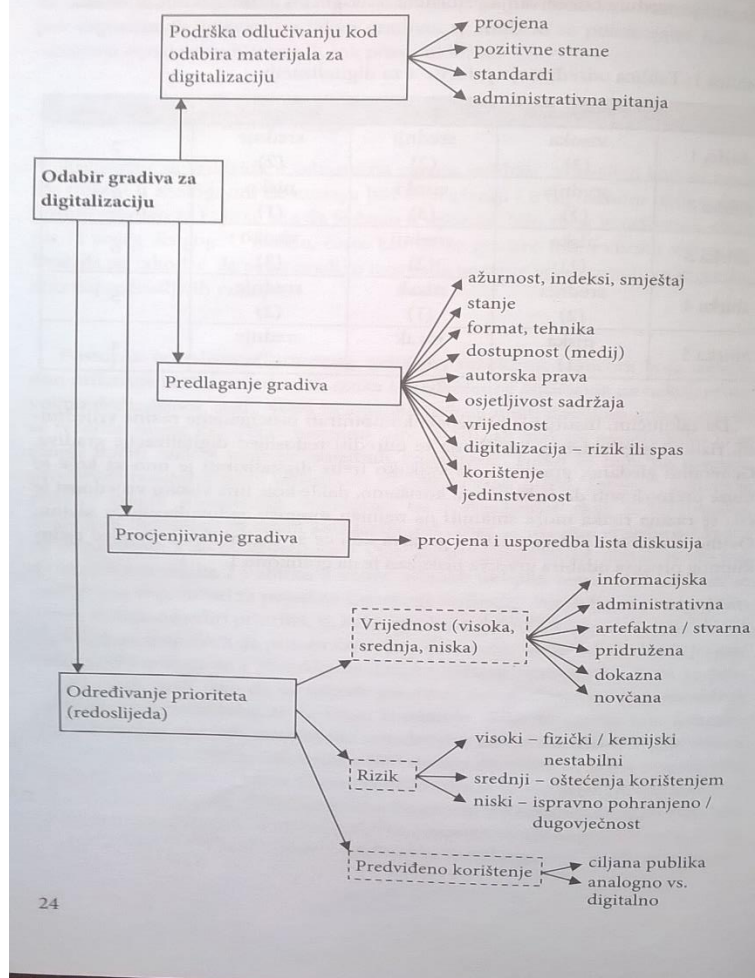 Podrška odlučivanju kod
odabira materijala za
digitalizaciju
procjena
pozitivne strane
standardi
administrativna pitanja
Odabir gradiva za
digitalizaciju
Predlaganje gradiva
ažurnost, indeksi, smještaj
stanje
format, tehnika
dostupnost (medij)
autorska prava
osjetljivost sadržaja
vrijednost
digitalizacija – rizik ili spas
korištenje
jedinstvenost
Procjenjivanje gradiva
procjena i usporedba lista diskusija
Određivanje prioriteta
(redoslijeda)
Vrijednost (visoka,
srednja, niska)
informacijska
administrativna
artefaktna / stvarna
pridružena
dokazna
novčana
Rizik
visoki – fizički / kemijski
nestabilni
srednji – oštećenja korištenjem
niski – ispravno pohranjeno /
dugovječnost
Predviđeno korištenje
ciljana publika
analogno vs.
digitalno
24